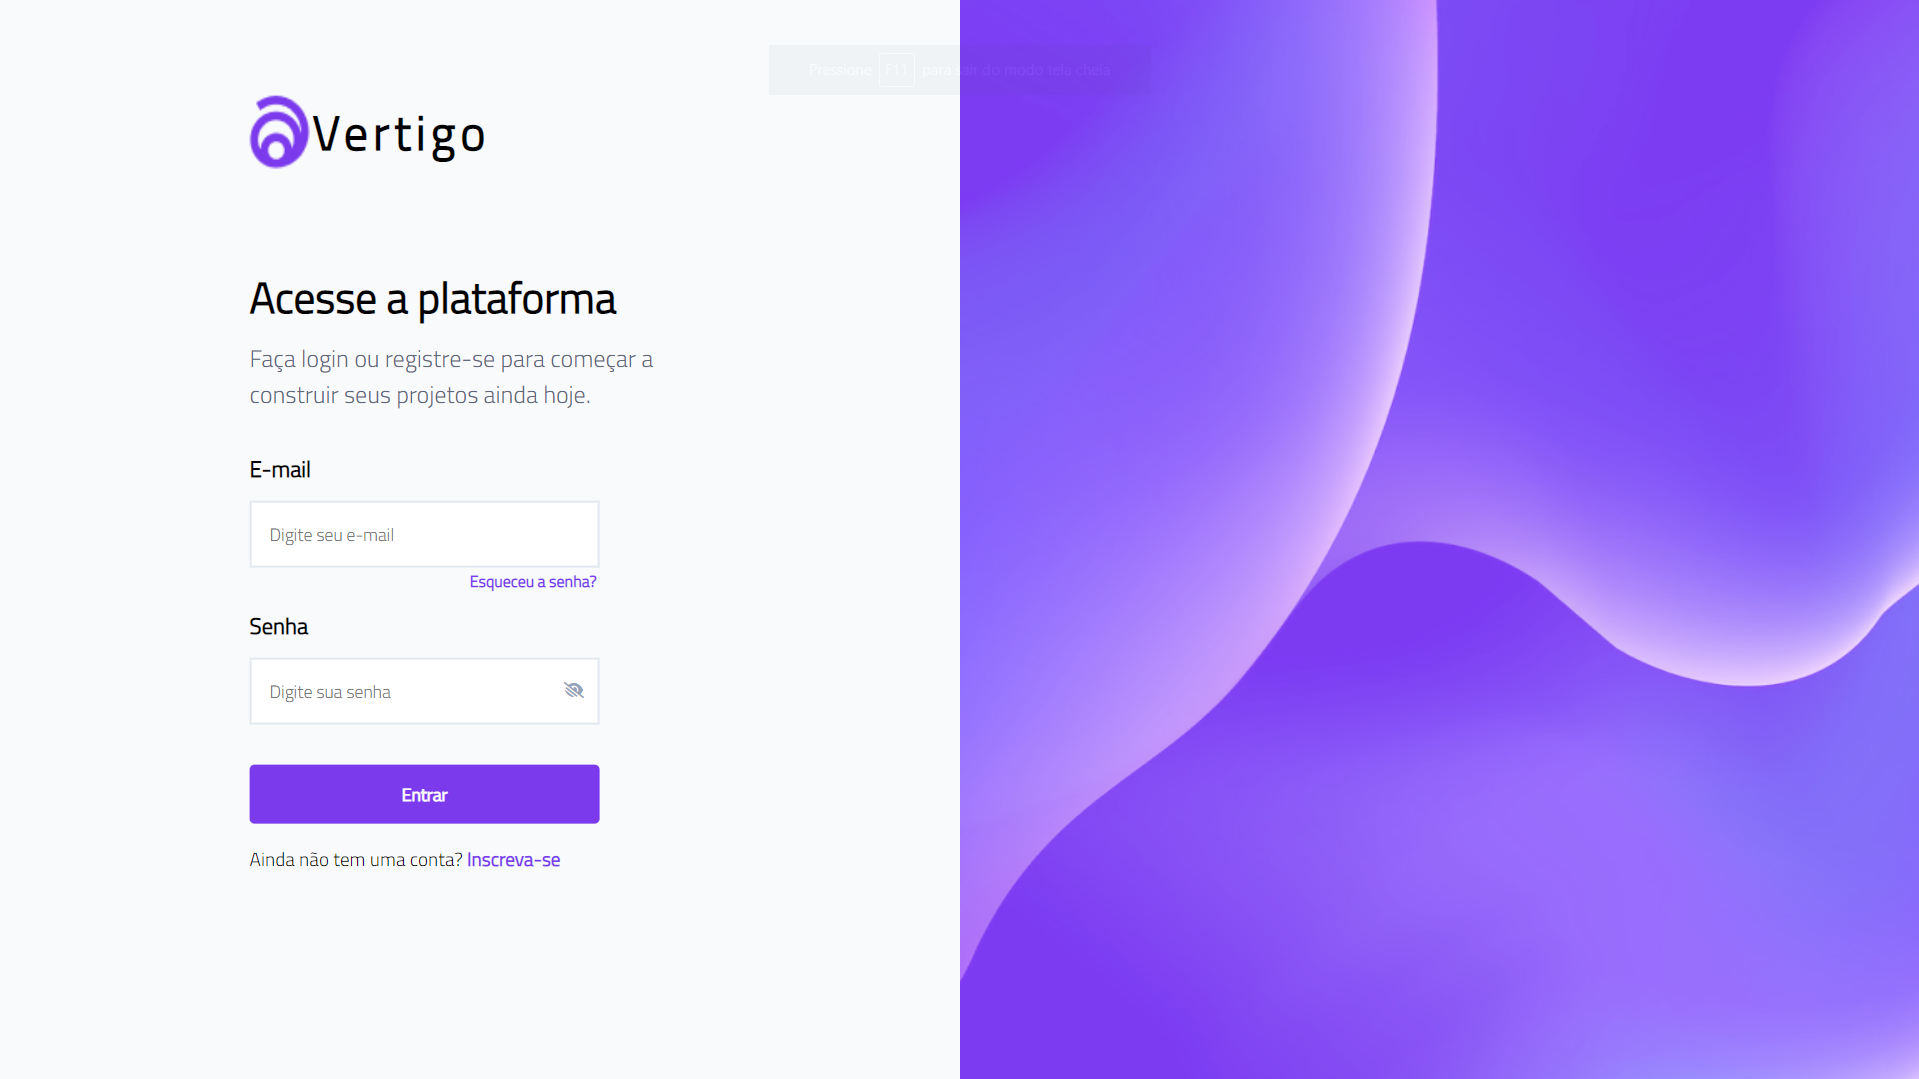 Pressione F11 para sair do modo tela cheia
Vertigo
Acesse a plataforma
Faça login ou registre-se para começar a
construir seus projetos ainda hoje.
E-mail
Digite seu e-mail
Esqueceu a senha?
Senha
Digite sua senha
Entrar
Ainda não tem uma conta? Inscreva-se